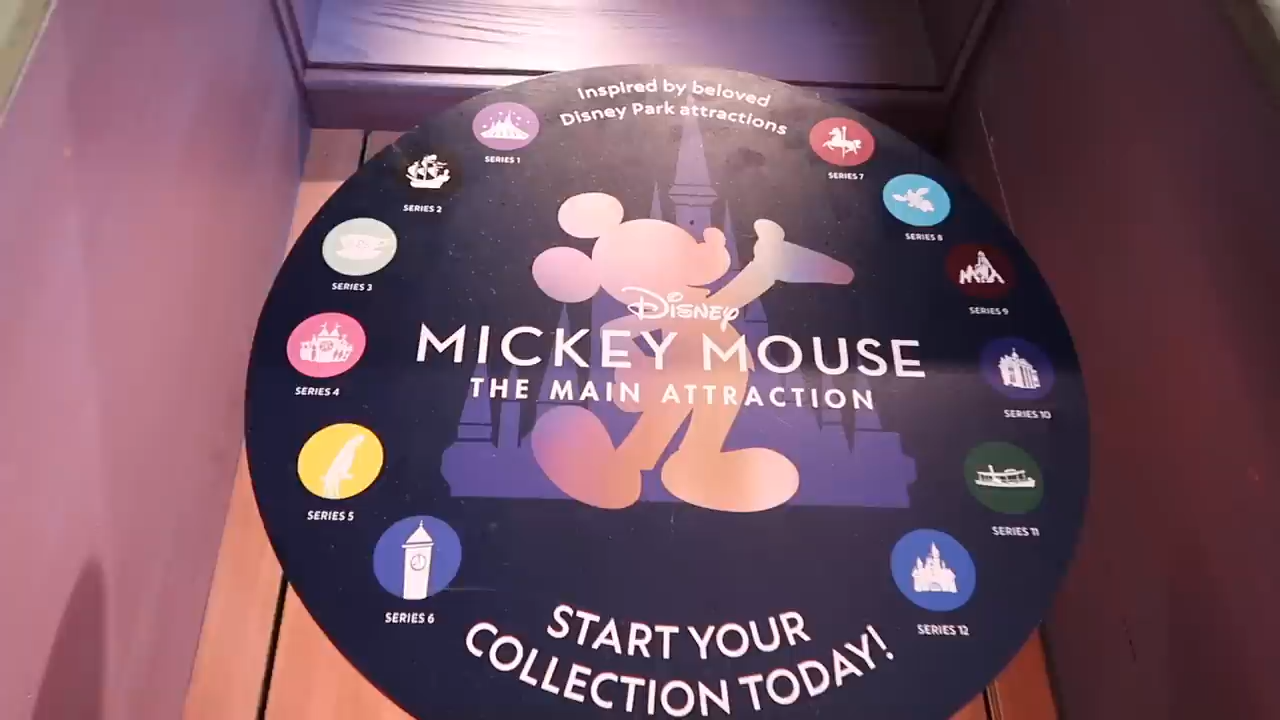 Inspired by beloved
Disney Park attractions
SERIES 1
SERIES 2
SERIES 3
SERIES 4
SERIES 5
SERIES 6
SERIES 7
SERIES 8
SERIES 9
SERIES 10
SERIES 11
SERIES 12
Disney
MICKEY MOUSE
THE MAIN ATTRACTION
START YOUR
COLLECTION TODAY!